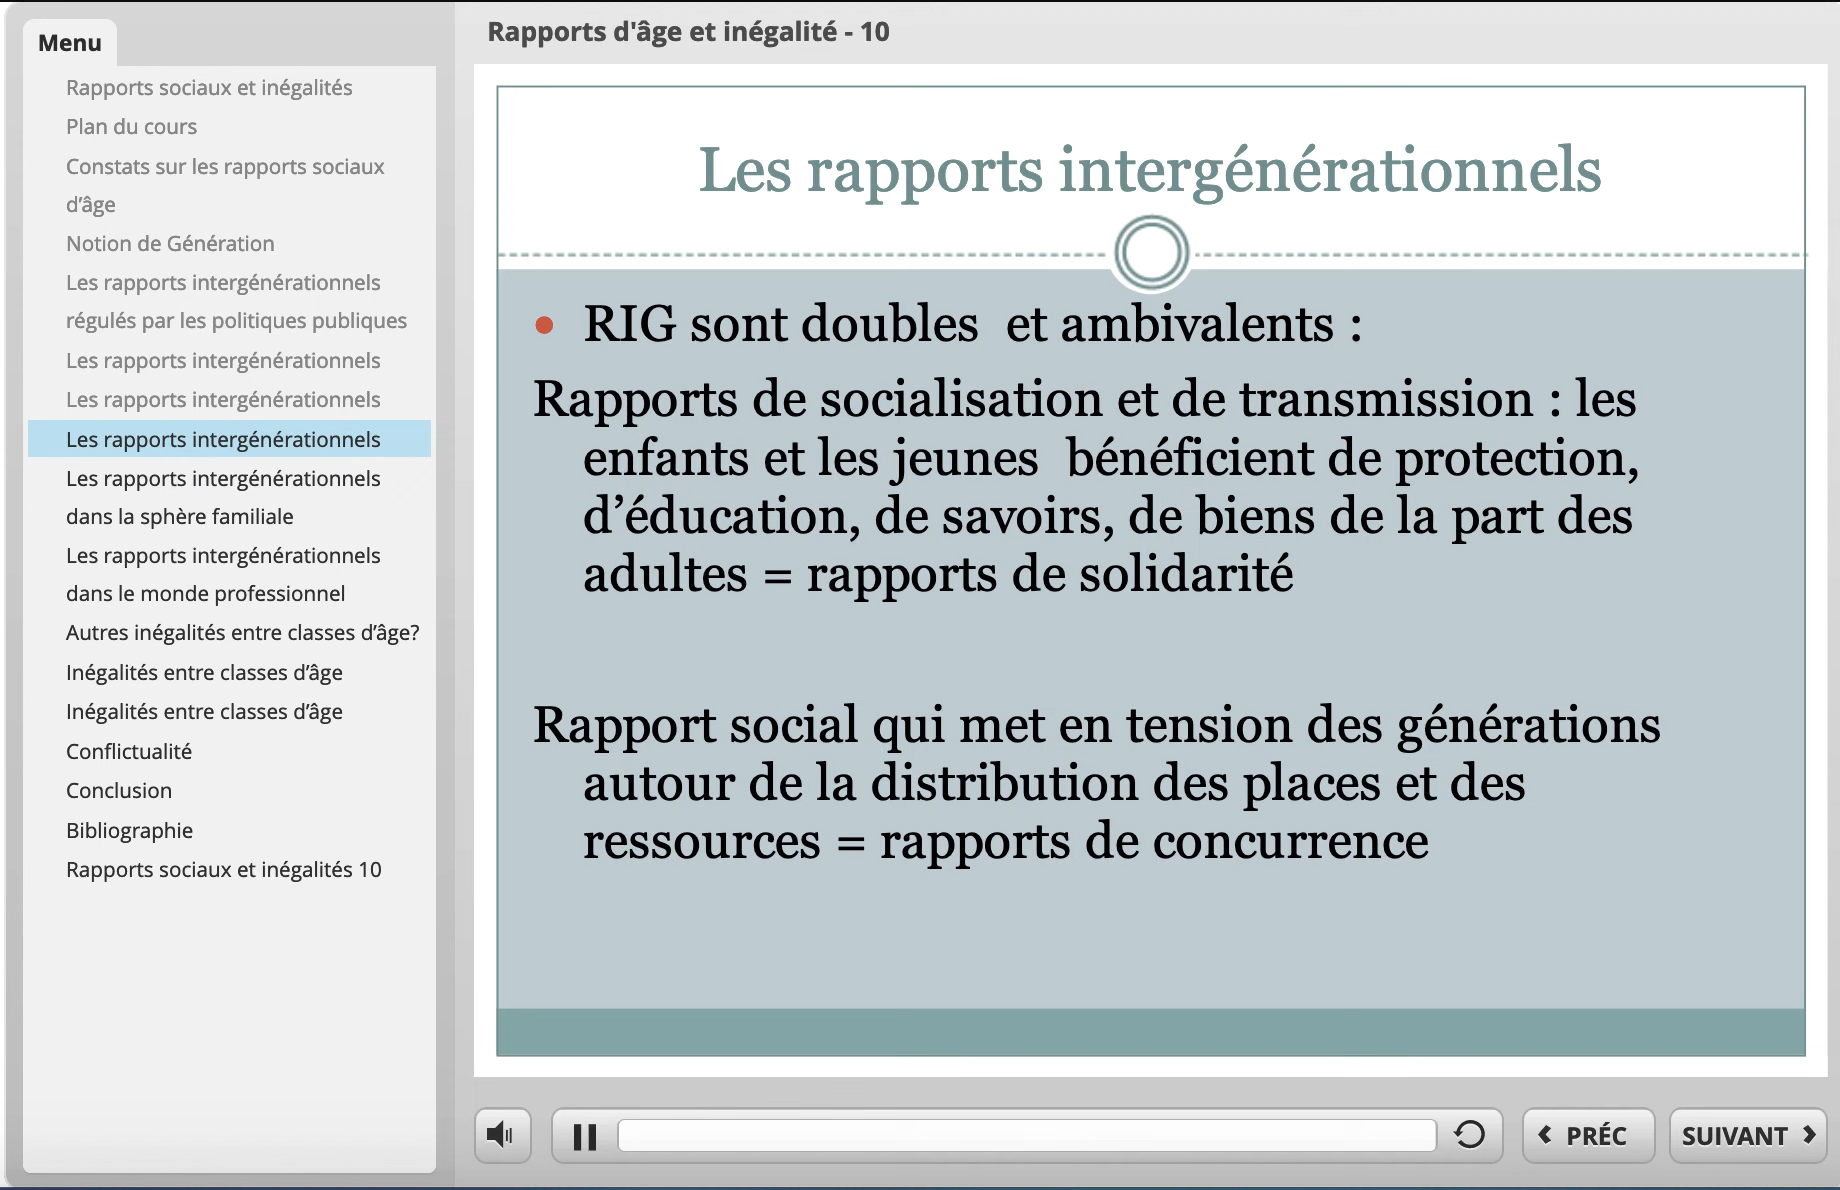 Menu
Rapports sociaux et inégalités
Plan du cours
Constats sur les rapports sociaux
d’âge
Notion de Génération
Les rapports intergénérationnels
régulés par les politiques publiques
Les rapports intergénérationnels
Les rapports intergénérationnels
Les rapports intergénérationnels
Les rapports intergénérationnels
dans la sphère familiale
Les rapports intergénérationnels
dans le monde professionnel
Autres inégalités entre classes d’âge?
Inégalités entre classes d’âge
Inégalités entre classes d’âge
Conflictualité
Conclusion
Bibliographie
Rapports sociaux et inégalités 10
Rapports d'âge et inégalité - 10
Les rapports intergénérationnels
• RIG sont doubles et ambivalents :
Rapports de socialisation et de transmission : les
enfants et les jeunes bénéficient de protection,
d’éducation, de savoirs, de biens de la part des
adultes = rapports de solidarité
Rapport social qui met en tension des générations
autour de la distribution des places et des
ressources = rapports de concurrence
PRÉC
SUIVANT